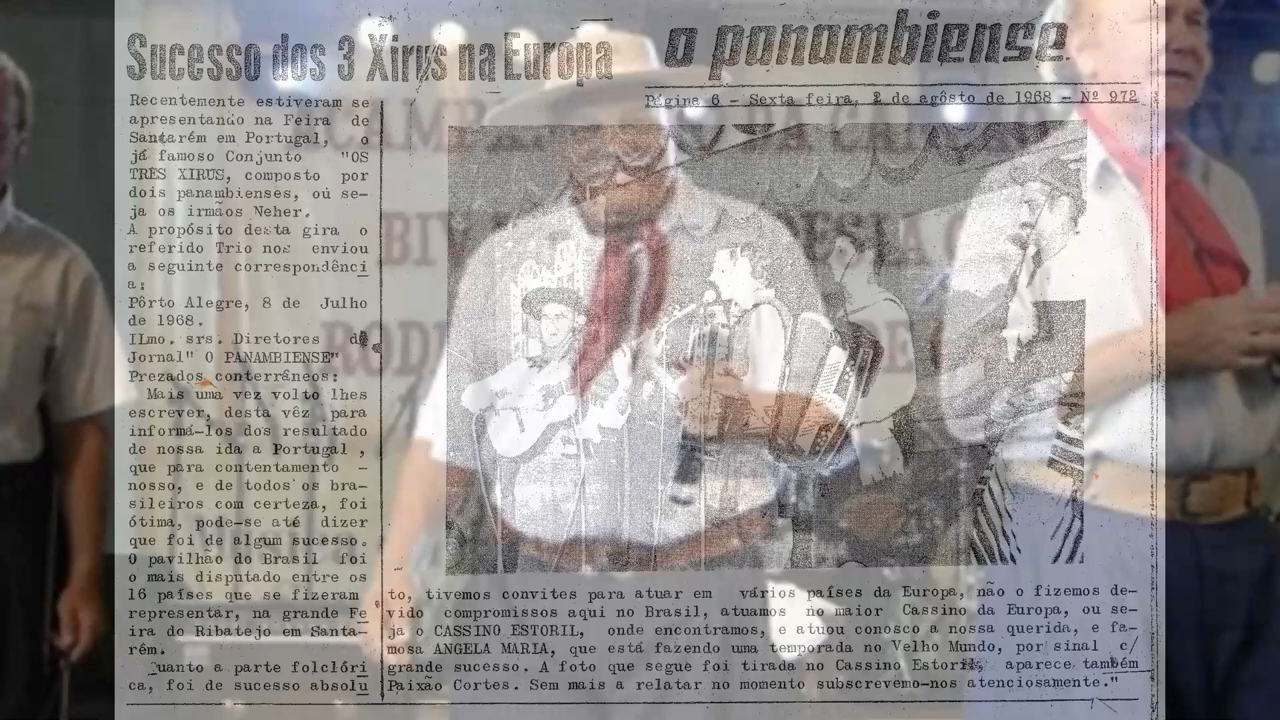 Sucesso dos 3 Xirus na Europa
o panambiense
Página 6 - Sexta feira, 2 de agôsto de 1968 - Nº 972
Recentemente estiveram se
apresentando na Feira de
Santarém em Portugal, o
já famoso Conjunto "OS
TRES XIRUS, composto por
dois panambienses, ou se-
ja os irmãos Neher.
A propósito desta gira o
referido Trio nos enviou
a seguinte correspondênci
a:
Pôrto Alegre, 8 de Julho
de 1968.
Ilmo. srs. Diretores do
Jornal" O PANAMBIENSE"
Prezados conterrâneos:
Mais uma vez volto lhes
escrever, desta vêz para
informá-los dos resultado
de nossa ida a Portugal ,
que para contentamento -
nosso, e de todos os bra-
sileiros com certeza, foi
ótima, pode-se até dizer
que foi de algum sucesso.
O pavilhão do Brasil foi
o mais disputado entre os
16 países que se fizeram
representar, na grande Fe
ira do Ribatejo em Santa-
rém.
Quanto a parte folclóri
ca, foi de sucesso absolu
to, tivemos convites para atuar em vários países da Europa, não o fizemos de-
vido compromissos aqui no Brasil, atuamos no maior Cassino da Europa, ou se-
ja o CASSINO ESTORIL, onde encontramos, e atuou conosco a nossa querida, e fa-
mosa ANGELA MARIA, que está fazendo uma temporada no Velho Mundo, por sinal c/
grande sucesso. A foto que segue foi tirada no Cassino Estoril, aparece também
Paixão Cortes. Sem mais a relatar no momento subscrevemo-nos atenciosamente."